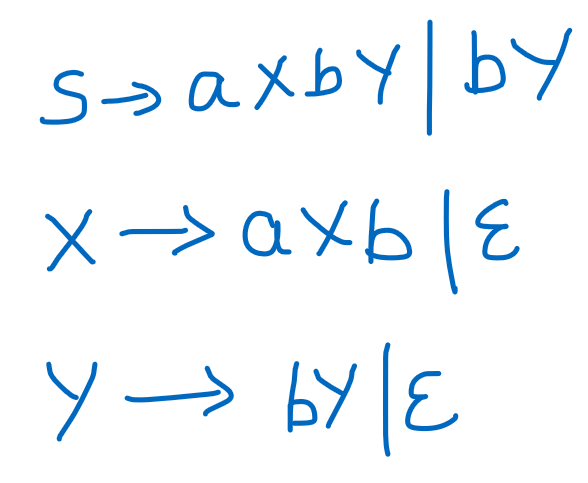 S → aXbY | bY
X → aXb | ε
Y → bY | ε